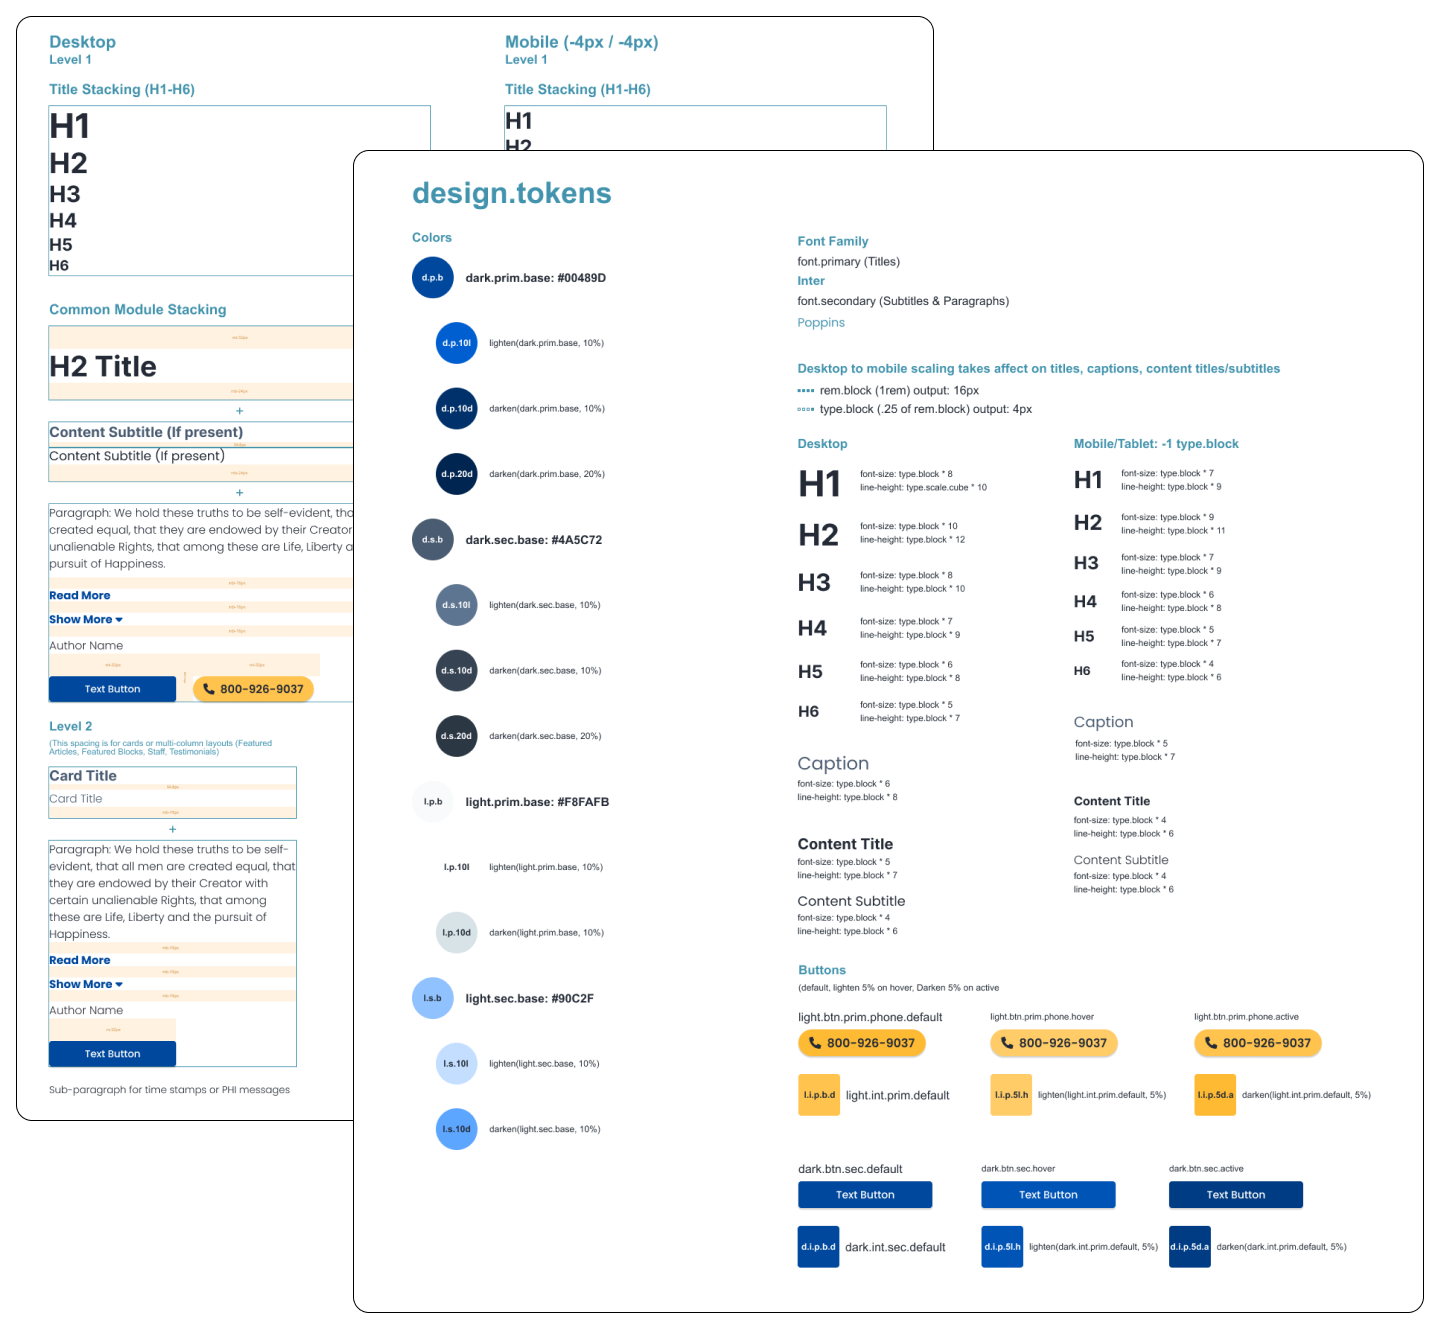 Desktop
Level 1
Title Stacking (H1-H6)
H1
H2
H3
H4
H5
H6
Mobile (-4px / -4px)
Level 1
Title Stacking (H1-H6)
H1
H2
Common Module Stacking
H2 Title
+
Content Subtitle (If present)
Content Subtitle (If present)
+
Paragraph: We hold these truths to be self-evident, tha
created equal, that they are endowed by their Creator
unalienable Rights, that among these are Life, Liberty a
pursuit of Happiness.
Read More
Show More
Author Name
Text Button
800-926-9037
Level 2
(This spacing is for cards or multi-column layouts (Featured
Articles, Featured Blocks, Staff, Testimonials)
Card Title
Card Title
+
Paragraph: We hold these truths to be self-
evident, that all men are created equal, that
they are endowed by their Creator with
certain unalienable Rights, that among
these are Life, Liberty and the pursuit of
Happiness.
Read More
Show More
Author Name
Text Button
Sub-paragraph for time stamps or PHI messages
design.tokens
Colors
d.p.b dark.prim.base: #00489D
d.p.10l lighten(dark.prim.base, 10%)
d.p.10d darken(dark.prim.base, 10%)
d.p.20d darken(dark.prim.base, 20%)
d.s.b dark.sec.base: #4A5C72
d.s.10l lighten(dark.sec.base, 10%)
d.s.10d darken(dark.sec.base, 10%)
d.s.20d darken(dark.sec.base, 20%)
l.p.b light.prim.base: #F8FAFB
l.p.10l lighten(light.prim.base, 10%)
l.p.10d darken(light.prim.base, 10%)
l.s.b light.sec.base: #90C2F
l.s.10l lighten(light.sec.base, 10%)
l.s.10d darken(light.sec.base, 10%)
Font Family
font.primary (Titles)
Inter
font.secondary (Subtitles & Paragraphs)
Poppins
Desktop to mobile scaling takes affect on titles, captions, content titles/subtitles
rem.block (1rem) output: 16px
type.block (.25 of rem.block) output: 4px
Desktop
H1
font-size: type.block * 8
line-height: type.scale.cube * 10
H2
font-size: type.block * 10
line-height: type.block * 12
H3
font-size: type.block * 8
line-height: type.block * 10
H4
font-size: type.block * 7
line-height: type.block * 9
H5
font-size: type.block * 6
line-height: type.block * 8
H6
font-size: type.block * 5
line-height: type.block * 7
Caption
font-size: type.block * 6
line-height: type.block * 8
Content Title
font-size: type.block * 5
line-height: type.block * 7
Content Subtitle
font-size: type.block * 4
line-height: type.block * 6
Mobile/Tablet: -1 type.block
H1
font-size: type.block * 7
line-height: type.block * 9
H2
font-size: type.block * 9
line-height: type.block * 11
H3
font-size: type.block * 7
line-height: type.block * 9
H4
font-size: type.block * 6
line-height: type.block * 8
H5
font-size: type.block * 5
line-height: type.block * 7
H6
font-size: type.block * 4
line-height: type.block * 6
Caption
font-size: type.block * 5
line-height: type.block * 7
Content Title
font-size: type.block * 4
line-height: type.block * 6
Content Subtitle
font-size: type.block * 4
line-height: type.block * 6
Buttons
(default, lighten 5% on hover, Darken 5% on active
light.btn.prim.phone.default
light.btn.prim.phone.hover
light.btn.prim.phone.active
800-926-9037
800-926-9037
800-926-9037
l.i.p.b.d light.int.prim.default
l.i.p.5l.h lighten(light.int.prim.default, 5%)
l.i.p.5d.a darken(light.int.prim.default, 5%)
dark.btn.sec.default
dark.btn.sec.hover
dark.btn.sec.active
Text Button
Text Button
Text Button
d.i.p.b.d dark.int.sec.default
d.i.p.5l.h lighten(dark.int.prim.default, 5%)
d.i.p.5d.a darken(dark.int.prim.default, 5%)